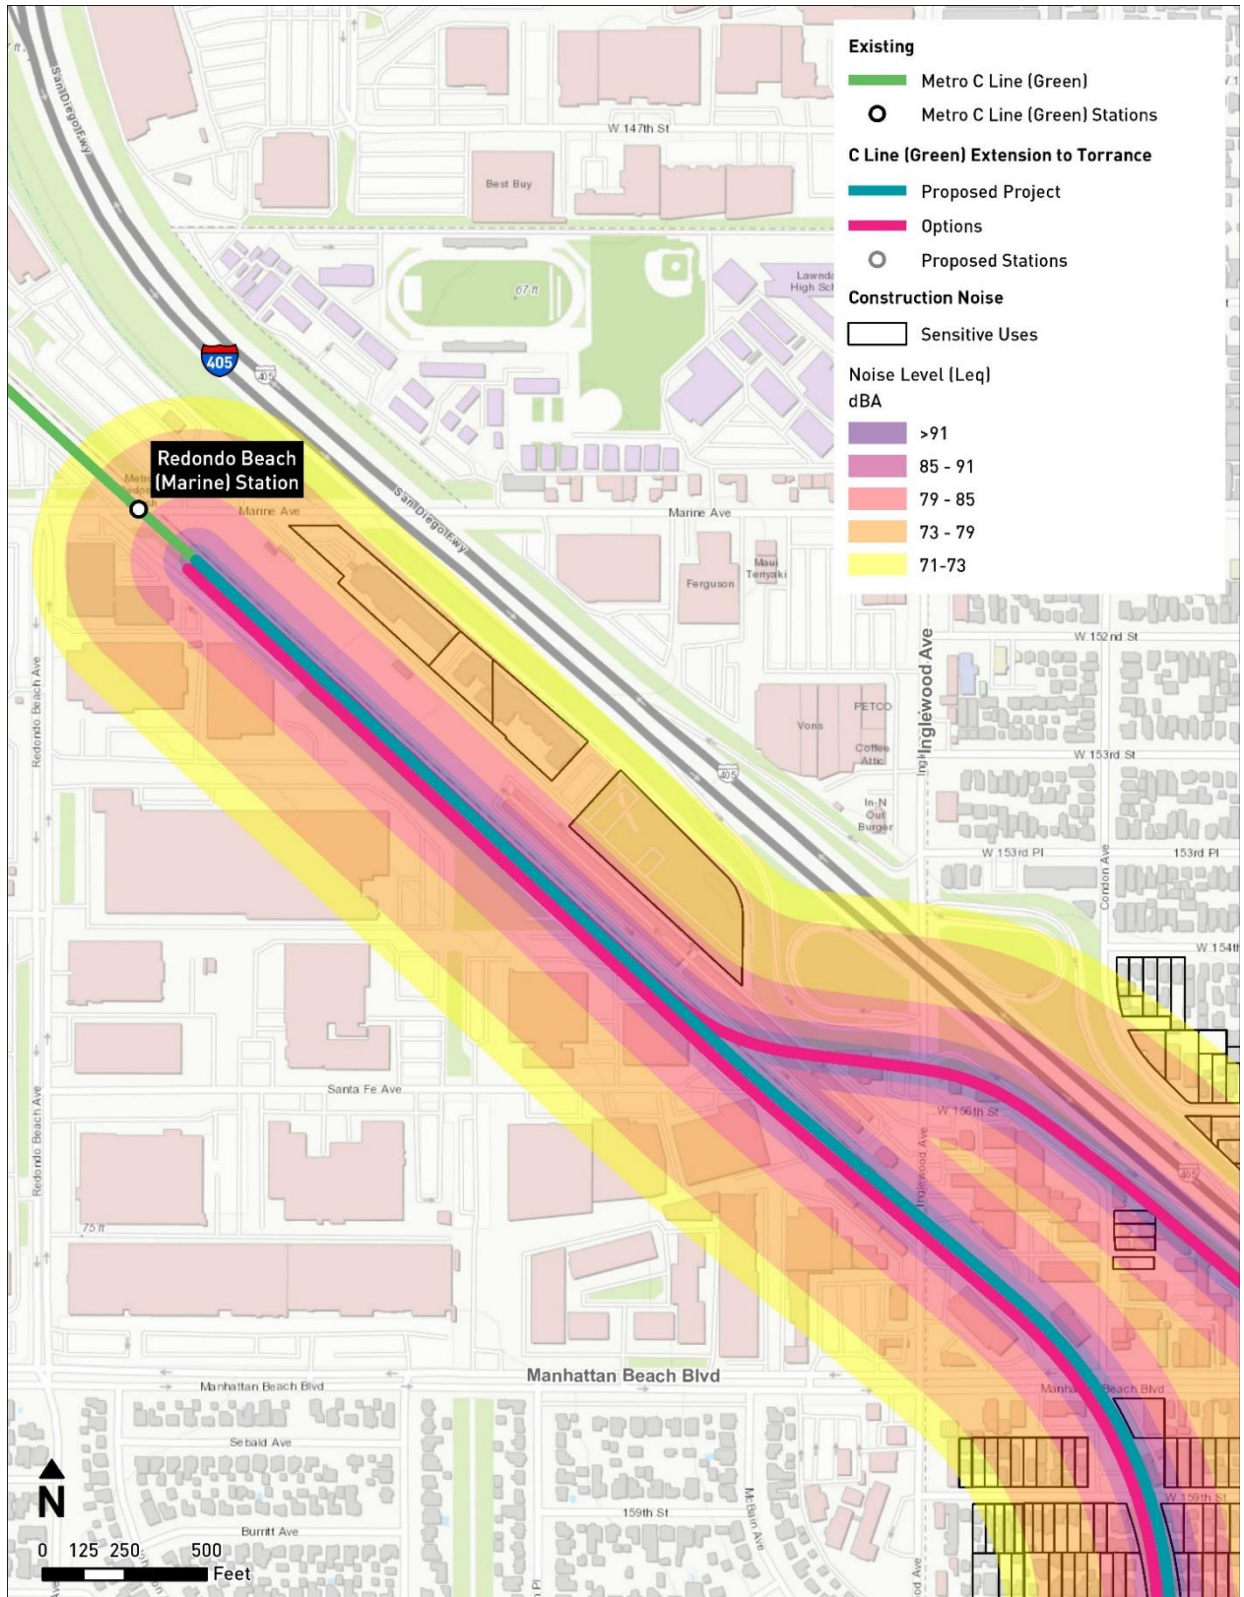 Existing
Metro C Line (Green)
Metro C Line (Green) Stations
C Line (Green) Extension to Torrance
Proposed Project
Options
Proposed Stations
Construction Noise
Sensitive Uses
Noise Level (Leq)
dBA
>91
85 - 91
79 - 85
73 - 79
71-73
San Diego Fwy
W 147th St
Best Buy
67 ft
High
405
405
Redondo Beach
(Marine) Station
Marine Ave
San Diego Fwy
Marine Ave
Ferguson
Maui
Teriyaki
W 152nd St
Inglewood Ave
Redondo Beach Ave
Vons
PETCO
Coffee
Attic
W 153rd St
405
In-N
Out
Burger
W 153rd Pl
153rd Pl
Condon Ave
W 154th
Santa Fe Ave
W 156th St
Redondo Beach Ave
Inglewood Ave
405
75 ft
Manhattan Beach Blvd
Manhattan Beach Blvd
Beach Blvd
Sebald Ave
159th St
W 159th St
McBain Ave
Burritt Ave
N
0 125 250 500
Feet